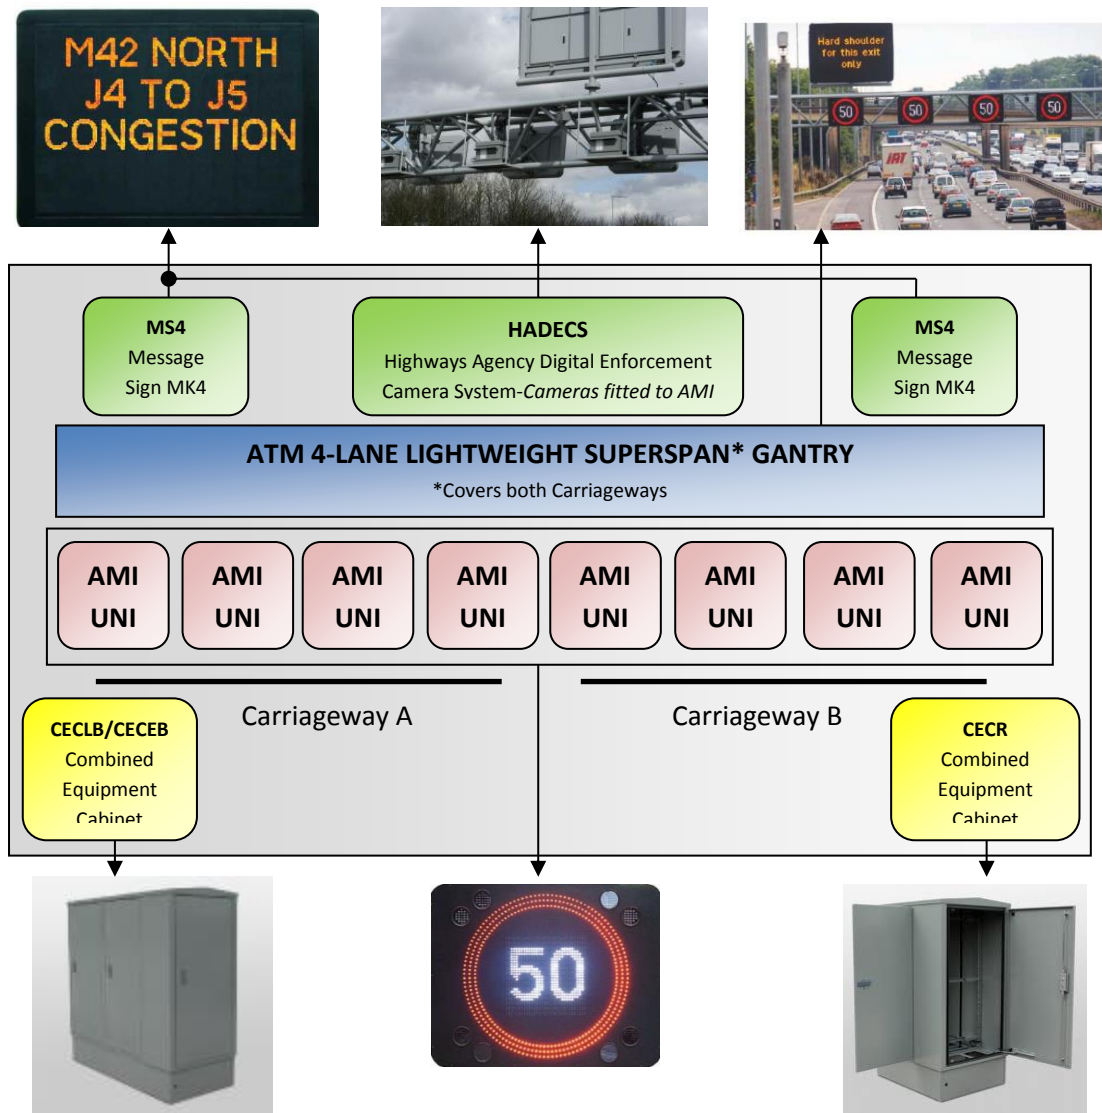 M42 NORTH
J4 TO J5
CONGESTION
Hard shoulder
for this exit
only
50 50 50 50
IAT
MS4
Message
Sign MK4
HADECS
Highways Agency Digital Enforcement
Camera System-Cameras fitted to AMI
MS4
Message
Sign MK4
ATM 4-LANE LIGHTWEIGHT SUPERSPAN* GANTRY
*Covers both Carriageways
AMI AMI AMI AMI AMI AMI AMI AMI
UNI UNI UNI UNI UNI UNI UNI UNI
Carriageway A
Carriageway B
CECLB/CECEB
Combined
Equipment
Cabinet
CECR
Combined
Equipment
Cabinet
50